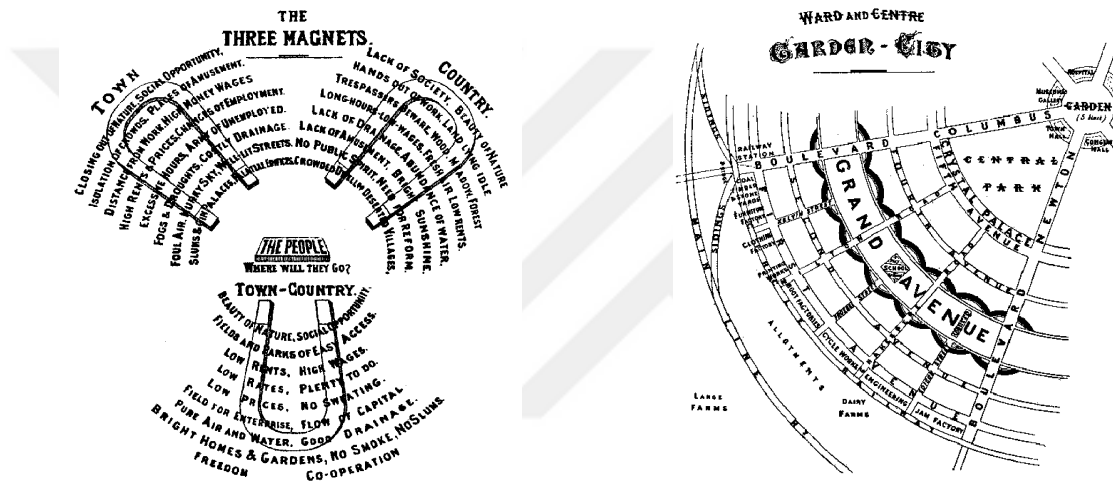 THE
THREE MAGNETS.
TOWN
CLOSING OUT OF NATURE. SOCIAL OPPORTUNITY.
ISOLATION OF CROWDS. PLACES OF AMUSEMENT.
DISTANCE FROM WORK. HIGH MONEY WAGES
HIGH RENTS & PRICES. CHANCES OF EMPLOYMENT.
EXCESSIVE HOURS. ARMY OF UNEMPLOYED.
FOGS & DROUGHTS. COSTLY DRAINAGE.
FOUL AIR. MURKY SKY. WELL-LIT STREETS.
SLUMS & GIN PALACES.
COUNTRY.
LACK OF SOCIETY. BEAUTY OF NATURE
HANDS OUT OF WORK. LAND LYING IDLE
TRESPASSERS BEWARE. WOOD, MEADOW, FOREST
LONG HOURS-LOW WAGES. FRESH AIR. LOW RENTS.
LACK OF DRAINAGE. ABUNDANCE OF WATER.
LACK OF AMUSEMENT. BRIGHT SUNSHINE.
NO PUBLIC SPIRIT. NEED FOR REFORM.
CROWDED DWELLINGS. DESERTED VILLAGES.
THE PEOPLE
WHERE WILL THEY GO?
TOWN-COUNTRY.
BEAUTY OF NATURE, SOCIAL OPPORTUNITY.
FIELDS AND PARKS OF EASY ACCESS.
LOW RENTS, HIGH WAGES.
LOW RATES, PLENTY TO DO.
LOW PRICES, NO SWEATING.
FIELD FOR ENTERPRISE, FLOW OF CAPITAL
PURE AIR AND WATER, GOOD DRAINAGE.
BRIGHT HOMES & GARDENS, NO SMOKE, NO SLUMS.
FREEDOM CO-OPERATION
WARD AND CENTRE
GARDEN-CITY
HOSPITAL
GARDEN
TOWN HALL
CENTRAL
PARK
BOULEVARD COLUMBUS
CRYSTAL PALACE
AVENUE
BOULEVARD NEWTON
GRAND AVENUE
SCHOOL
RAILWAY
STATION
SIDINGS
SIDINGS
COAL
FURNITURE
FACTORY
CLOTHING
FACTORY
KELVIN STREET
BOOT FACTORIES
CYCLE WORKS
ENGINEERING
JAM FACTORY
ALLOTMENTS
LARGE
FARMS
DAIRY
FARMS